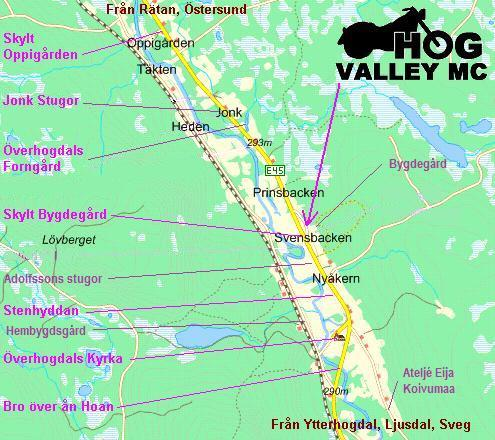 Från Rätan, Östersund
HOG
VALLEY MC
Skylt
Oppigården
Oppigården
Täkten
Jonk Stugor
Jonk
Heden
293m
Överhogdals
Forngård
E45
Bygdegård
Prinsbacken
Skylt Bygdegård
Svensbacken
Lövberget
Adolfssons stugor
Nyåkern
Stenhyddan
Hembygdsgård
Överhogdals Kyrka
Ateljé Eija
Koivumaa
290m
Bro över ån Hoan
Från Ytterhogdal, Ljusdal, Sveg